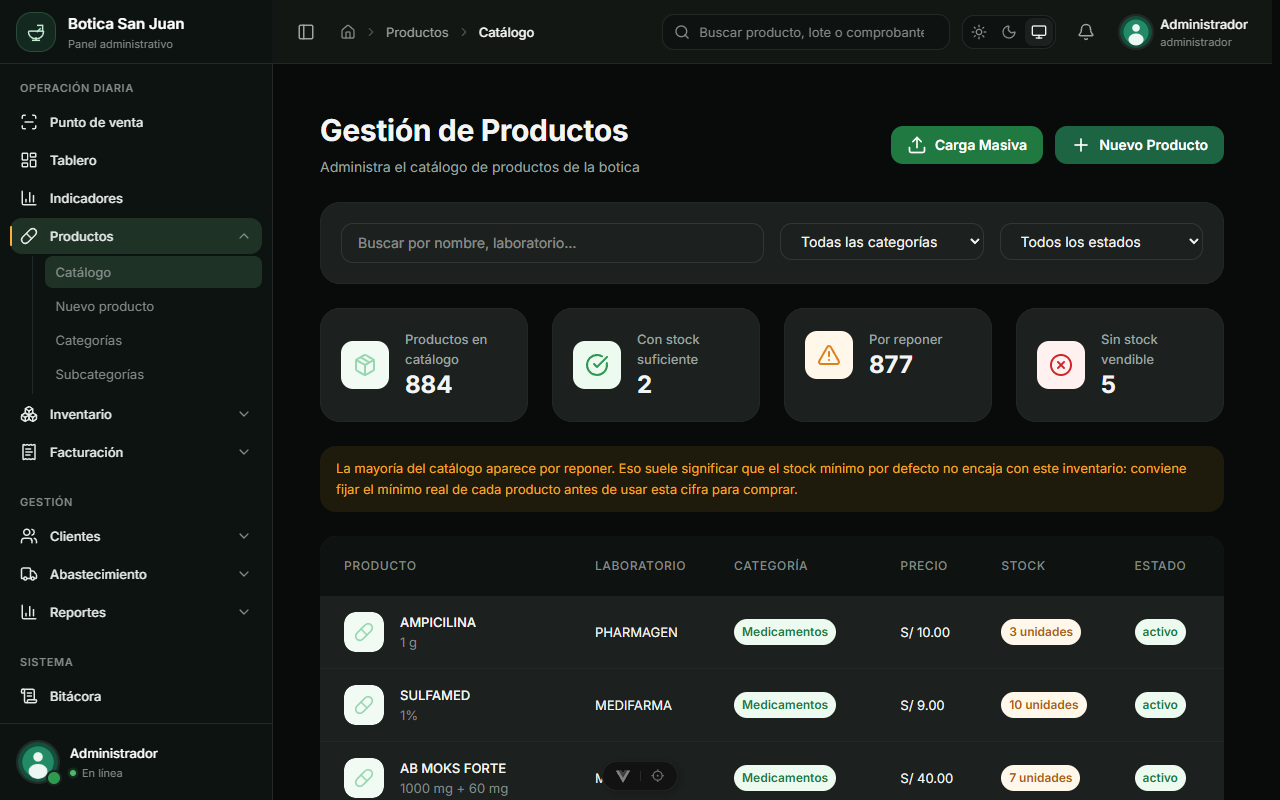 Botica San Juan
Panel administrativo
Productos
Catálogo
Buscar producto, lote o comprobante
Administrador
administrador
OPERACIÓN DIARIA
Punto de venta
Tablero
Indicadores
Productos
Catálogo
Nuevo producto
Categorías
Subcategorías
Inventario
Facturación
GESTIÓN
Clientes
Abastecimiento
Reportes
SISTEMA
Bitácora
Administrador
En línea
Gestión de Productos
Administra el catálogo de productos de la botica
Carga Masiva
Nuevo Producto
Buscar por nombre, laboratorio...
Todas las categorías
Todos los estados
Productos en
catálogo
884
Con stock
suficiente
2
Por reponer
877
Sin stock
vendible
5
La mayoría del catálogo aparece por reponer. Eso suele significar que el stock mínimo por defecto no encaja con este inventario: conviene
fijar el mínimo real de cada producto antes de usar esta cifra para comprar.
PRODUCTO LABORATORIO CATEGORÍA PRECIO STOCK ESTADO
AMPICILINA
1 g
PHARMAGEN Medicamentos S/ 10.00 3 unidades activo
SULFAMED
1%
MEDIFARMA Medicamentos S/ 9.00 10 unidades activo
AB MOKS FORTE
1000 mg + 60 mg
Medicamentos S/ 40.00 7 unidades activo